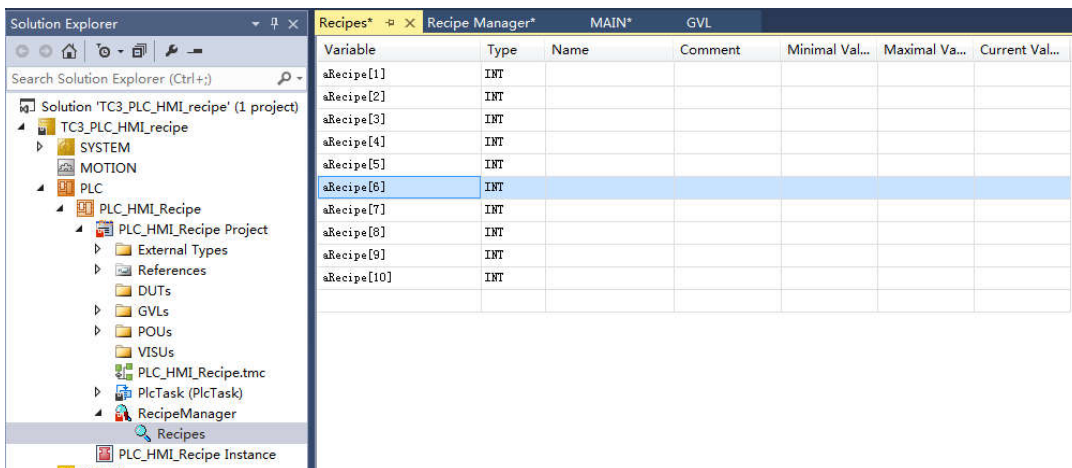 Solution Explorer
Search Solution Explorer (Ctrl+;)
Solution 'TC3_PLC_HMI_recipe' (1 project)
TC3_PLC_HMI_recipe
SYSTEM
MOTION
PLC
PLC_HMI_Recipe
PLC_HMI_Recipe Project
External Types
References
DUTs
GVLs
POUs
VISUs
PLC_HMI_Recipe.tmc
PlcTask (PlcTask)
RecipeManager
Recipes
PLC_HMI_Recipe Instance
Recipes* Recipe Manager* MAIN* GVL
Variable Type Name Comment Minimal Val... Maximal Va... Current Val...
aRecipe[1] INT
aRecipe[2] INT
aRecipe[3] INT
aRecipe[4] INT
aRecipe[5] INT
aRecipe[6] INT
aRecipe[7] INT
aRecipe[8] INT
aRecipe[9] INT
aRecipe[10] INT